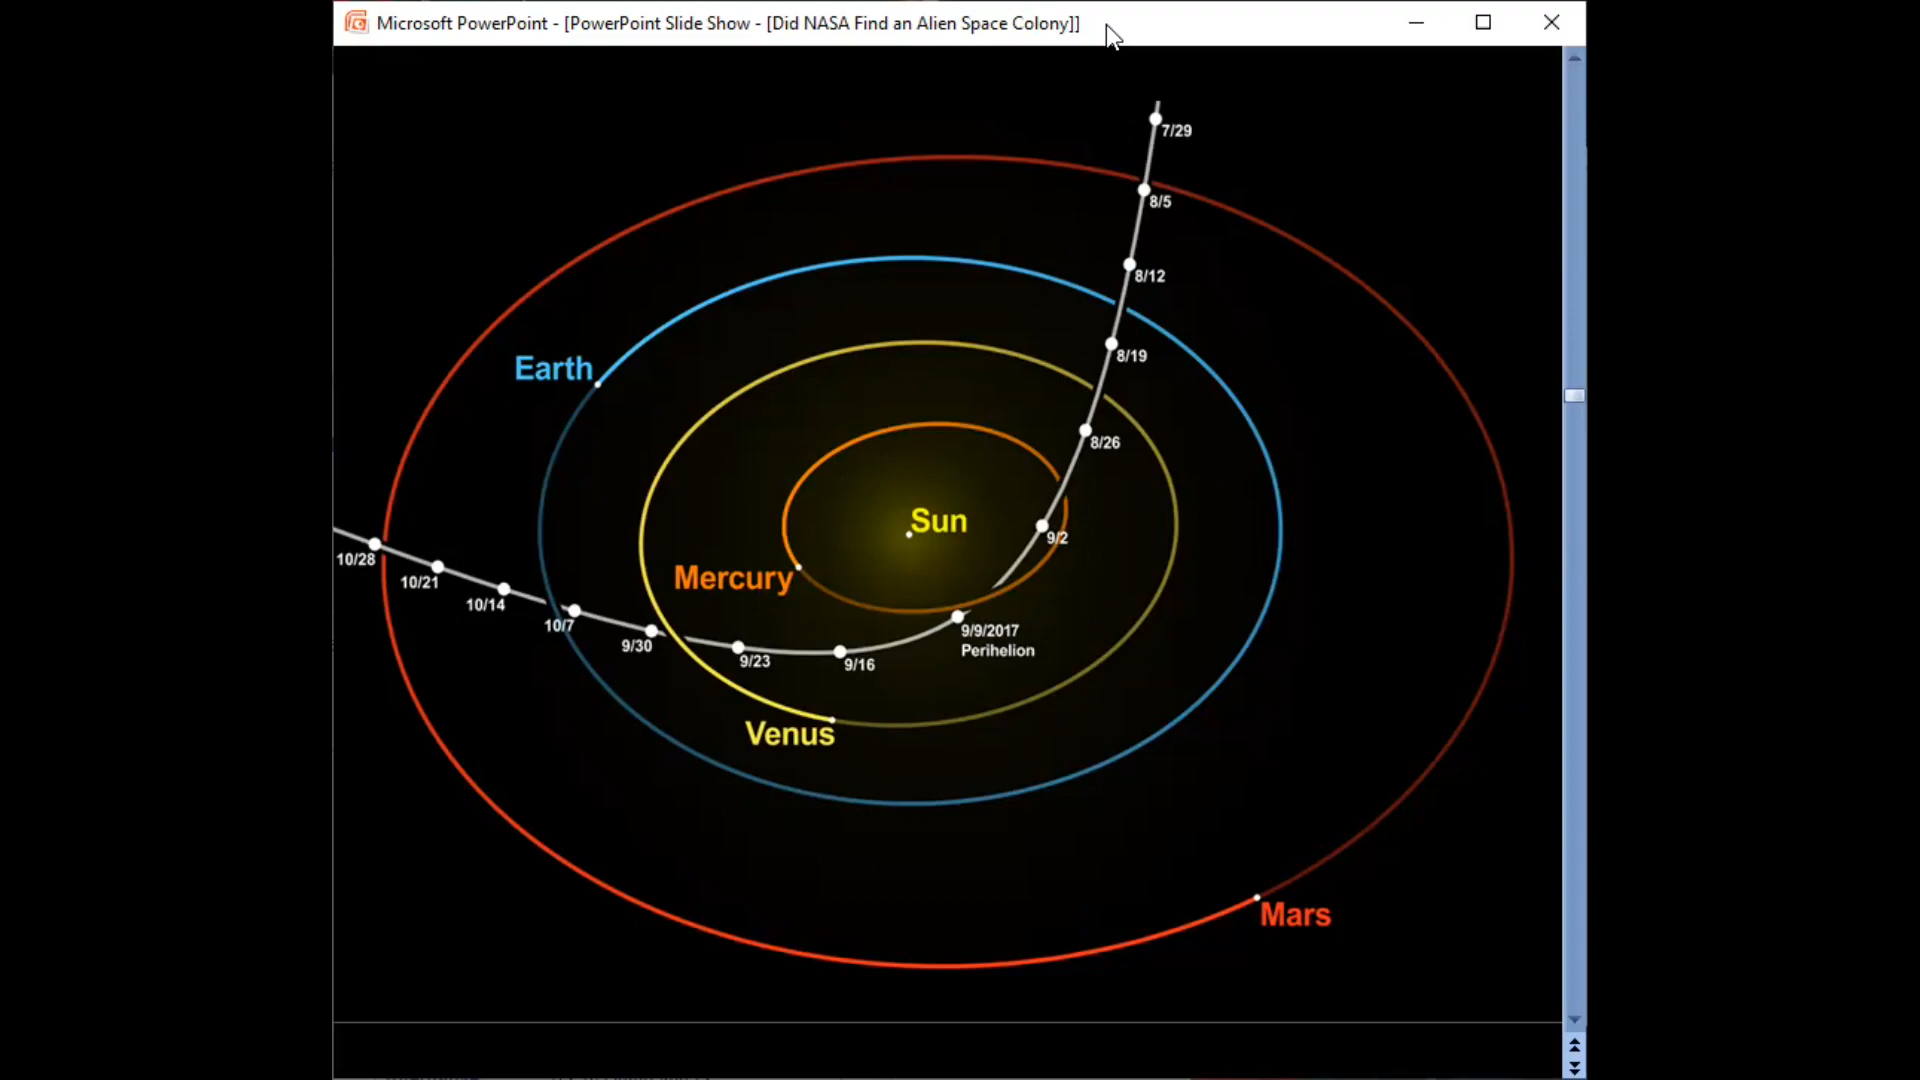 Microsoft PowerPoint - [PowerPoint Slide Show - [Did NASA Find an Alien Space Colony]]
7/29
8/5
8/12
8/19
Earth
8/26
Sun
9/2
10/28
10/21
Mercury
10/14
10/7
9/30
9/23
9/16
9/9/2017
Perihelion
Venus
Mars